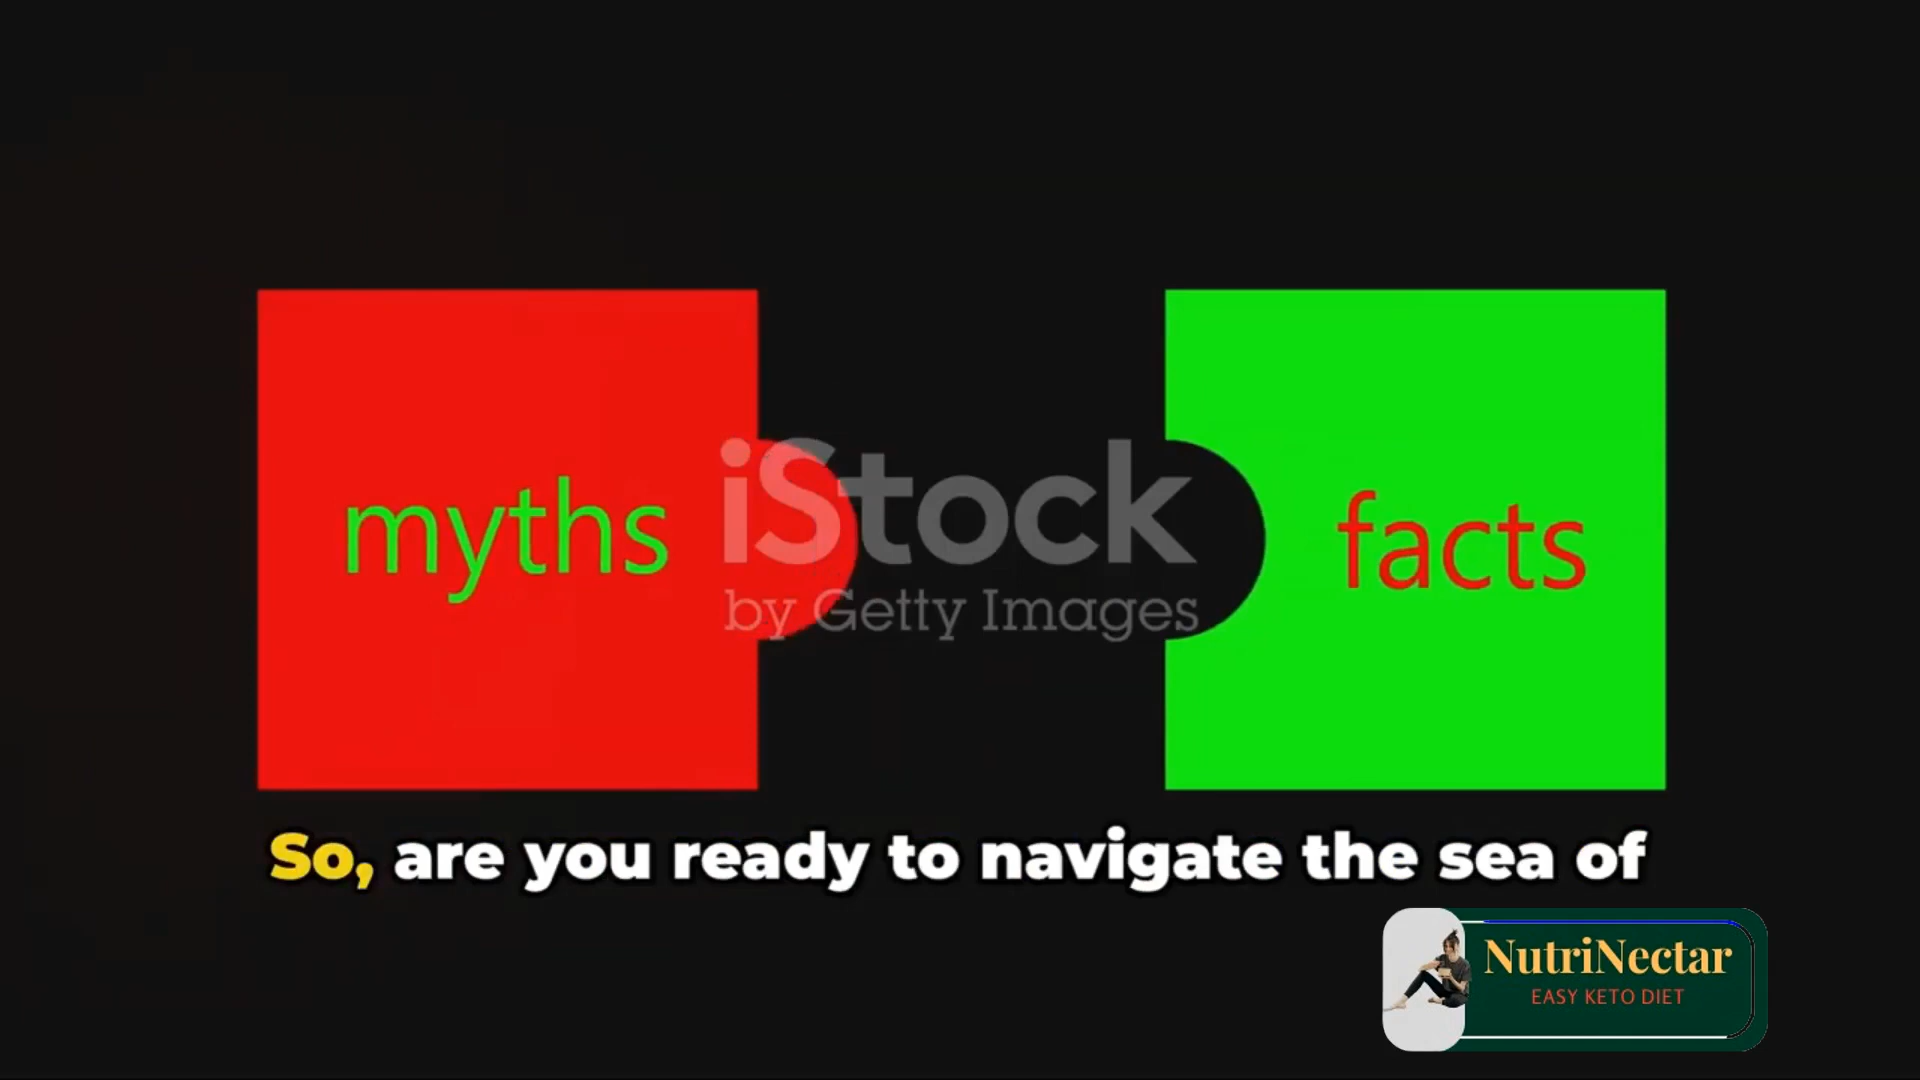 myths
facts
iStock
by Getty Images
So, are you ready to navigate the sea of
NutriNectar
EASY KETO DIET